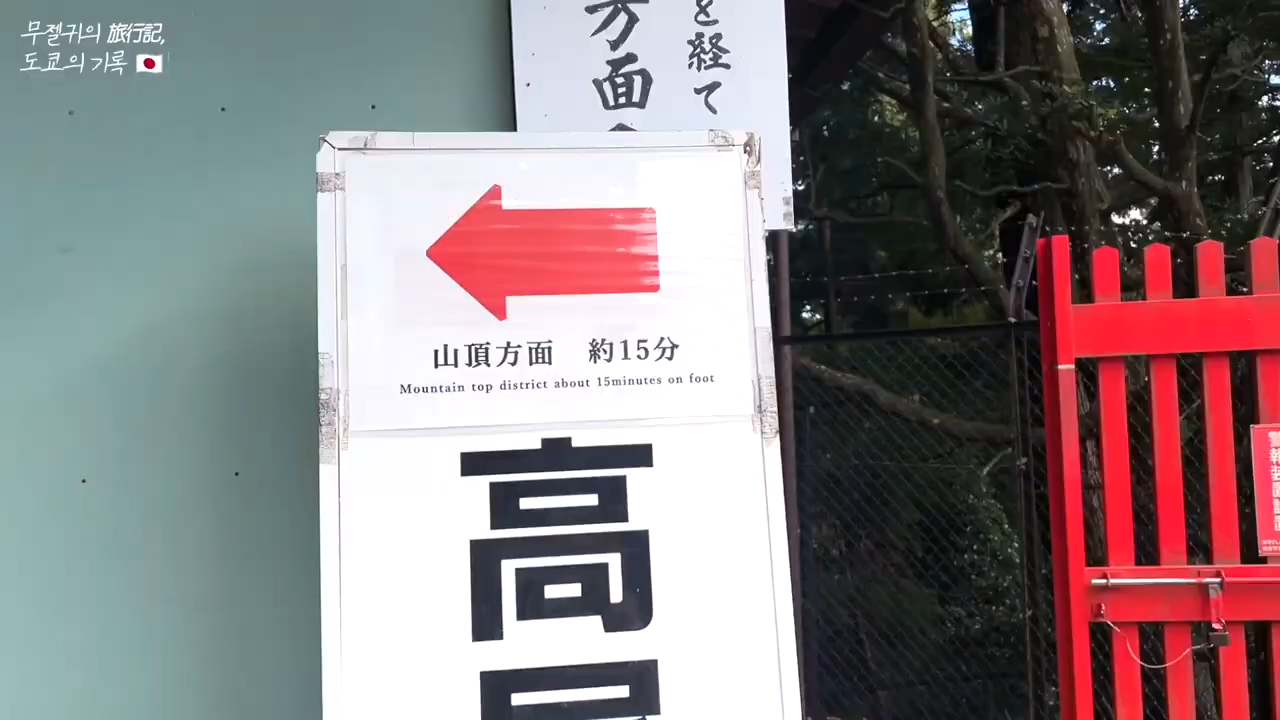 무젤귀의 旅行記,
도쿄의 기록
を経て
方面
山頂方面 約15分
Mountain top district about 15minutes on foot
高